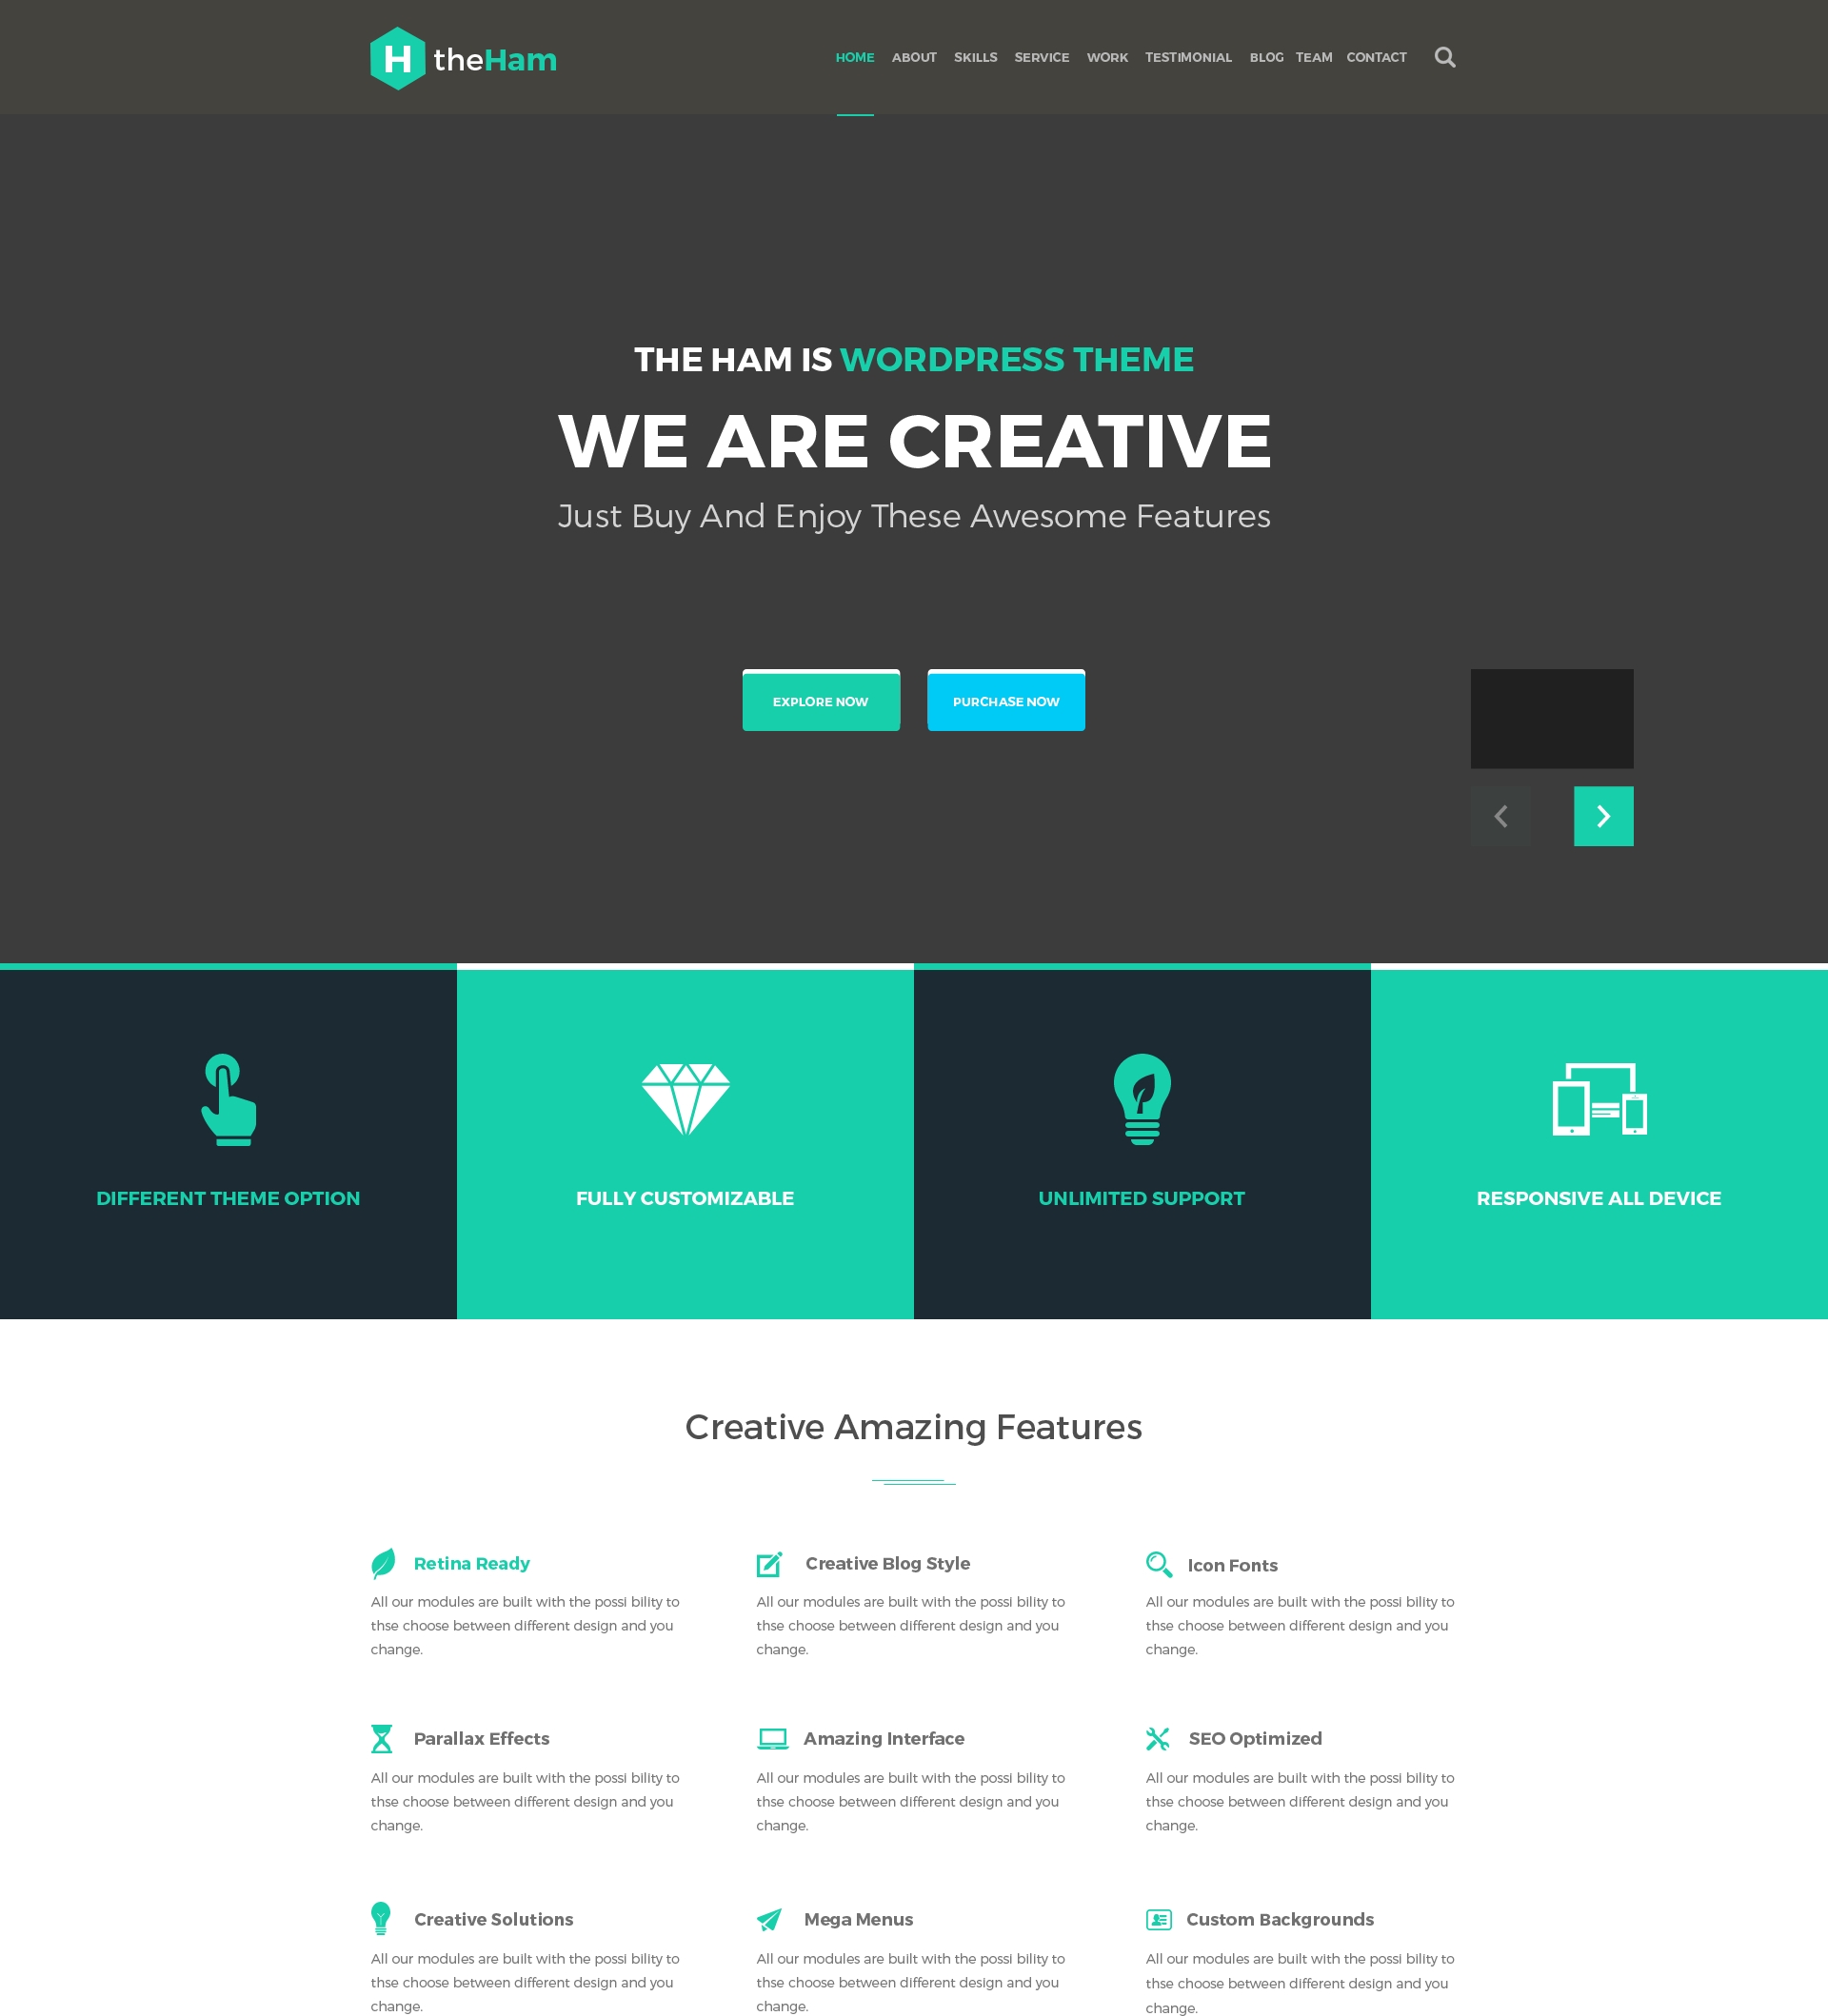 H theHam
HOME ABOUT SKILLS SERVICE WORK TESTIMONIAL BLOG TEAM CONTACT
THE HAM IS WORDPRESS THEME
WE ARE CREATIVE
Just Buy And Enjoy These Awesome Features
EXPLORE NOW
PURCHASE NOW
DIFFERENT THEME OPTION
FULLY CUSTOMIZABLE
UNLIMITED SUPPORT
RESPONSIVE ALL DEVICE
Creative Amazing Features
Retina Ready
All our modules are built with the possi bility to
thse choose between different design and you
change.
Creative Blog Style
All our modules are built with the possi bility to
thse choose between different design and you
change.
Icon Fonts
All our modules are built with the possi bility to
thse choose between different design and you
change.
Parallax Effects
All our modules are built with the possi bility to
thse choose between different design and you
change.
Amazing Interface
All our modules are built with the possi bility to
thse choose between different design and you
change.
SEO Optimized
All our modules are built with the possi bility to
thse choose between different design and you
change.
Creative Solutions
All our modules are built with the possi bility to
thse choose between different design and you
change.
Mega Menus
All our modules are built with the possi bility to
thse choose between different design and you
change.
Custom Backgrounds
All our modules are built with the possi bility to
thse choose between different design and you
change.